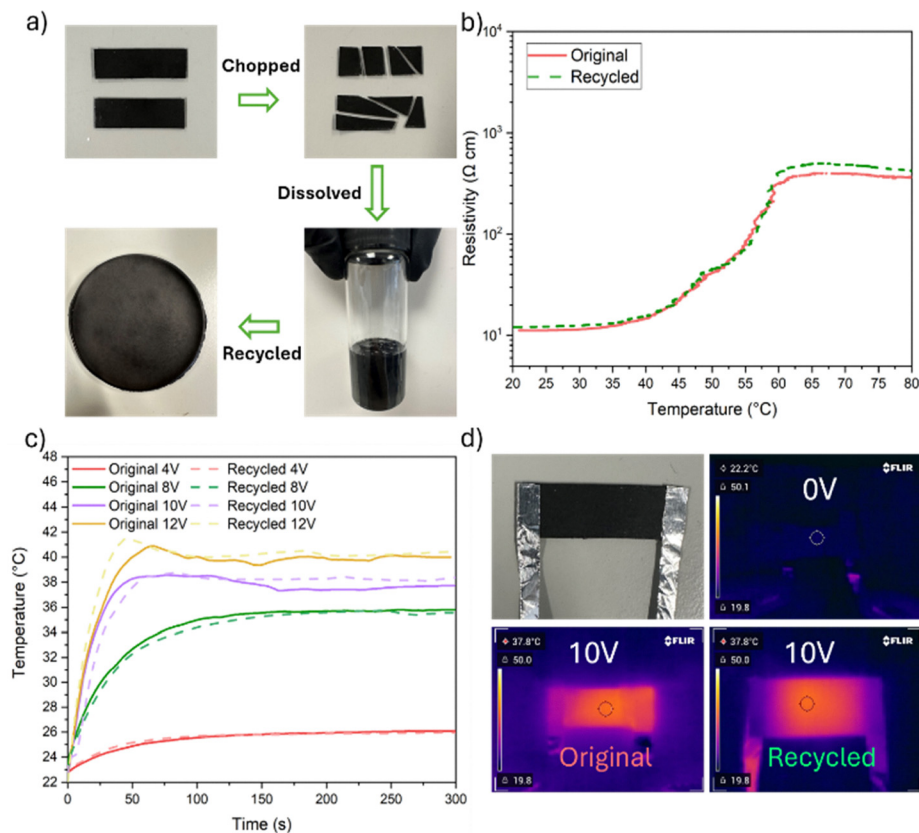 a)
Chopped
Dissolved
Recycled
b)
Original
Recycled
Resistivity (Ω cm)
10⁴
10³
10²
10¹
20 25 30 35 40 45 50 55 60 65 70 75 80
Temperature (°C)
c)
Original 4V Recycled 4V
Original 8V Recycled 8V
Original 10V Recycled 10V
Original 12V Recycled 12V
Temperature (°C)
48
46
44
42
40
38
36
34
32
30
28
26
24
22
0 50 100 150 200 250 300
Time (s)
d)
22.2°C
FLIR
50.1
0V
19.8
37.8°C
FLIR
50.0
10V
Original
19.8
37.8°C
FLIR
50.0
10V
Recycled
19.8